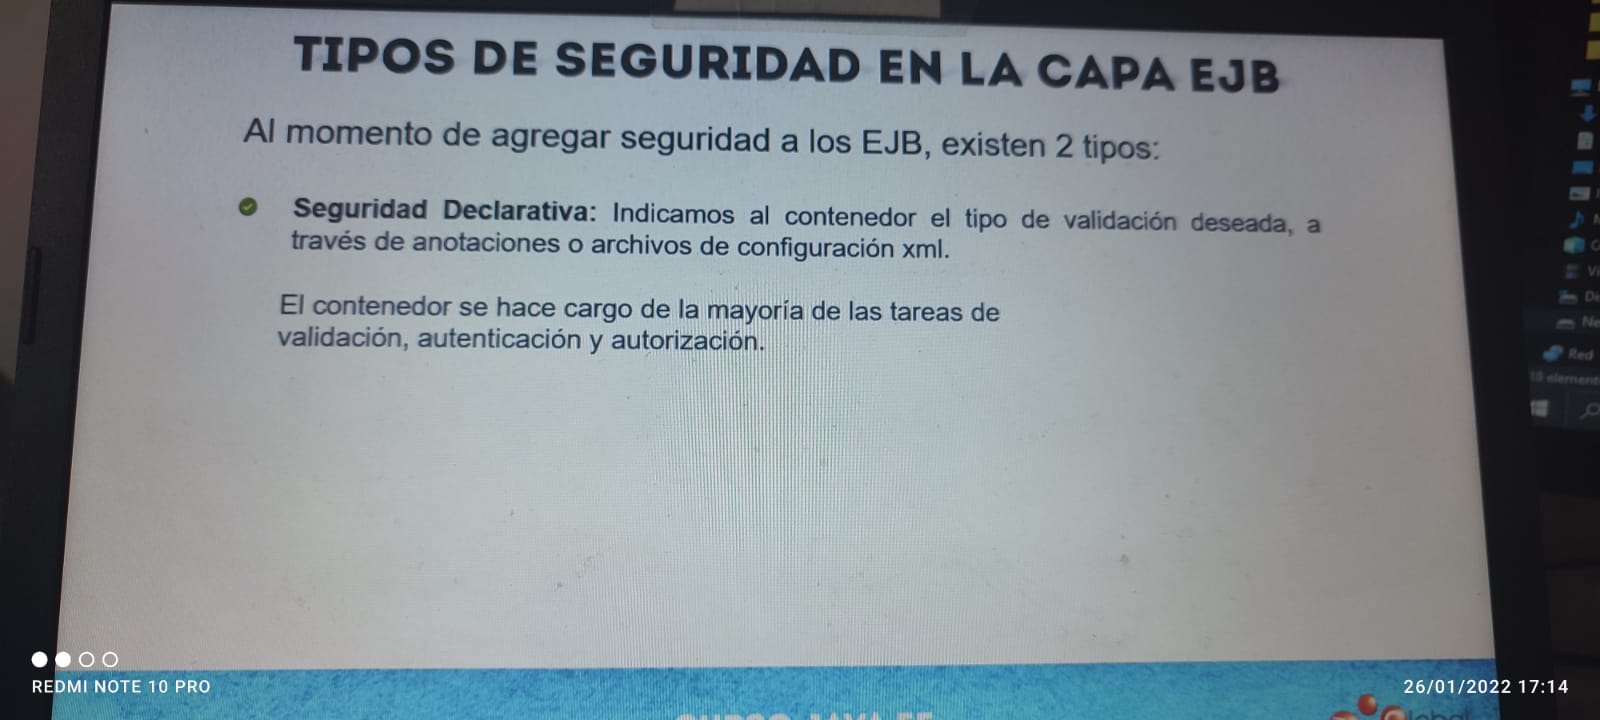 TIPOS DE SEGURIDAD EN LA CAPA EJB
Al momento de agregar seguridad a los EJB, existen 2 tipos:
Seguridad Declarativa: Indicamos al contenedor el tipo de validación deseada, a
través de anotaciones o archivos de configuración xml.
El contenedor se hace cargo de la mayoría de las tareas de
validación, autenticación y autorización.
Red
REDMI NOTE 10 PRO
26/01/2022 17:14